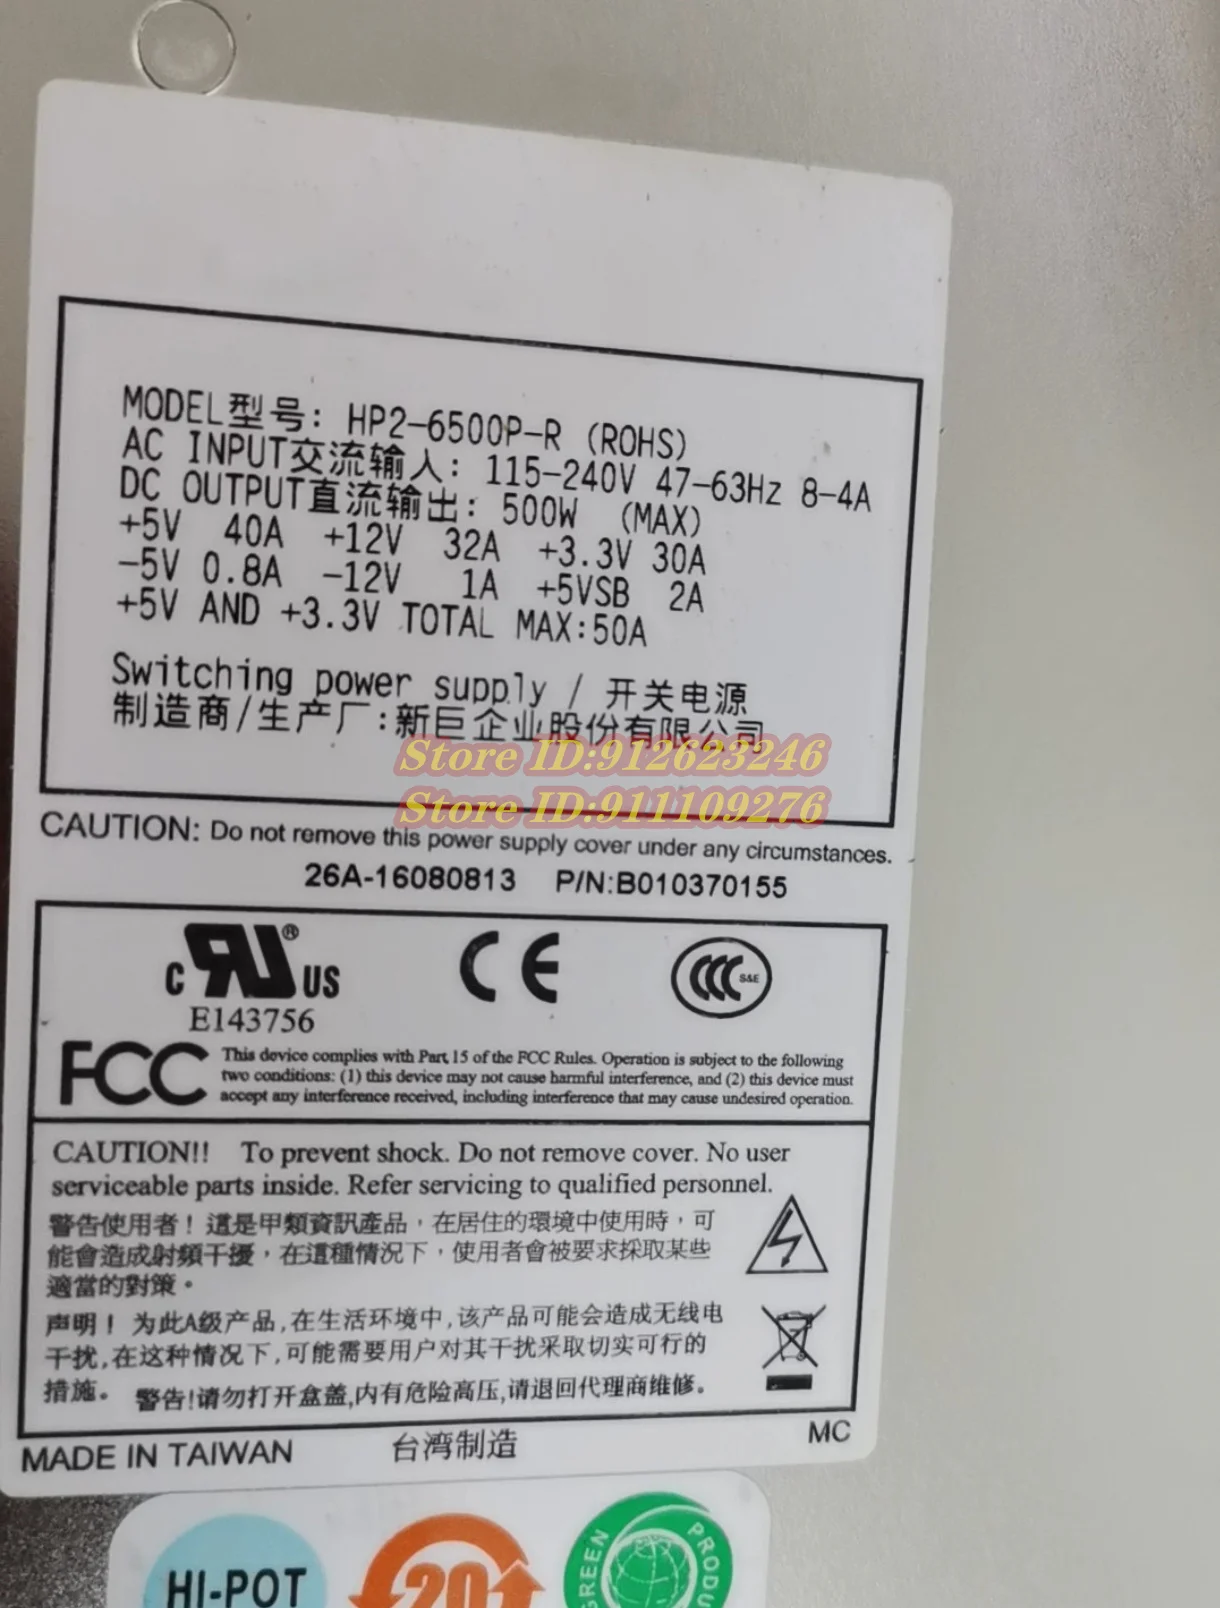 MODEL型号: HP2-6500P-R (ROHS)
AC INPUT交流输入: 115-240V 47-63Hz 8-4A
DC OUTPUT直流输出: 500W (MAX)
+5V 40A +12V 32A +3.3V 30A
-5V 0.8A -12V 1A +5VSB 2A
+5V AND +3.3V TOTAL MAX:50A
Switching power supply / 开关电源
制造商/生产厂:新巨企业股份有限公司
Store ID:912623246
Store ID:911109276
CAUTION: Do not remove this power supply cover under any circumstances.
26A-16080813 P/N:B010370155
C RU ® US
E143756
CE
CCC S&E
FCC
This device complies with Part 15 of the FCC Rules. Operation is subject to the following
two conditions: (1) this device may not cause harmful interference, and (2) this device must
accept any interference received, including interference that may cause undesired operation.
CAUTION!! To prevent shock. Do not remove cover. No user
serviceable parts inside. Refer servicing to qualified personnel.
警告使用者！這是甲類資訊產品，在居住的環境中使用時，可
能會造成射頻干擾，在這種情況下，使用者會被要求採取某些
適當的對策。
声明！为此A级产品,在生活环境中,该产品可能会造成无线电
干扰,在这种情况下,可能需要用户对其干扰采取切实可行的
措施。 警告!请勿打开盒盖,内有危险高压,请退回代理商维修。
MADE IN TAIWAN 台湾制造 MC
HI-POT
20
GREEN PRODU